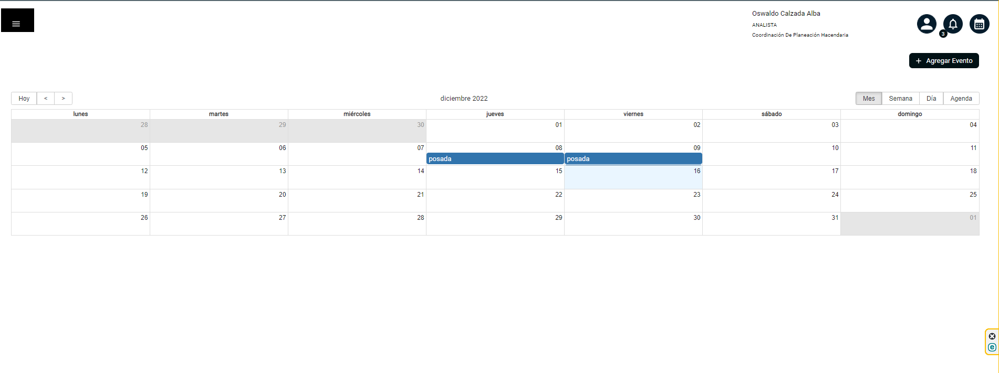 Oswaldo Calzada Alba
ANALISTA
Coordinación De Planeación Hacendaria
3
+ Agregar Evento
Hoy < >
diciembre 2022
Mes Semana Día Agenda
lunes martes miércoles jueves viernes sábado domingo
28 29 30 01 02 03 04
05 06 07 08 09 10 11
posada posada
12 13 14 15 16 17 18
19 20 21 22 23 24 25
26 27 28 29 30 31 01
e